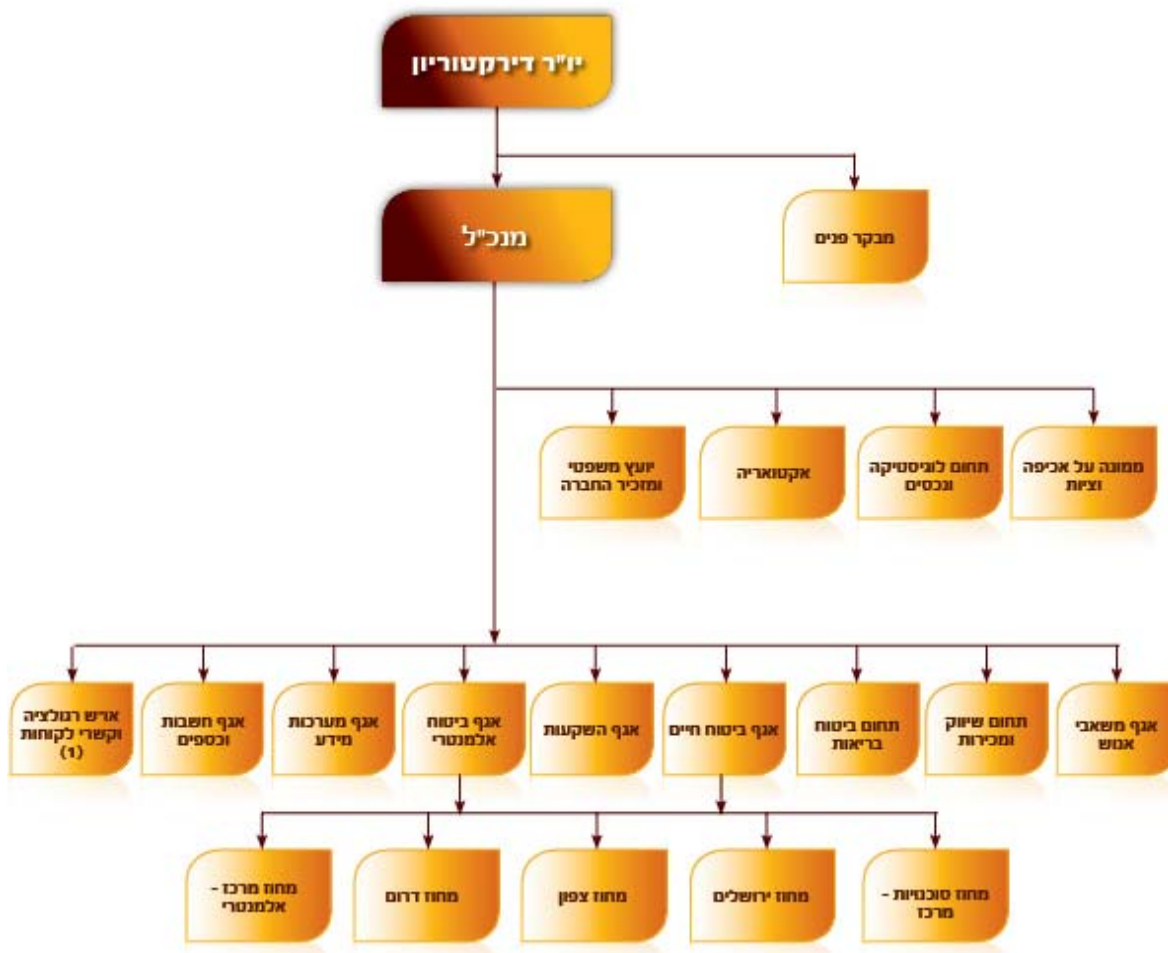 יו"ר דירקטוריון
מנכ"ל
מבקר פנים
ממונה על אכיפה
וציות
תחום לוגיסטיקה
ונכסים
אקטואריה
יועץ משפטי
ומזכיר החברה
אגף משאבי
אנוש
תחום שיווק
ומכירות
תחום ביטוח
בריאות
אגף ביטוח חיים
אגף השקעות
אגף ביטוח
אלמנטרי
אגף מערכות
מידע
אגף חשבות
וכספים
רגולציה
וקשרי לקוחות
(1)
מחוז סוכנויות -
מרכז
מחוז ירושלים
מחוז צפון
מחוז דרום
מחוז מרכז -
אלמנטרי